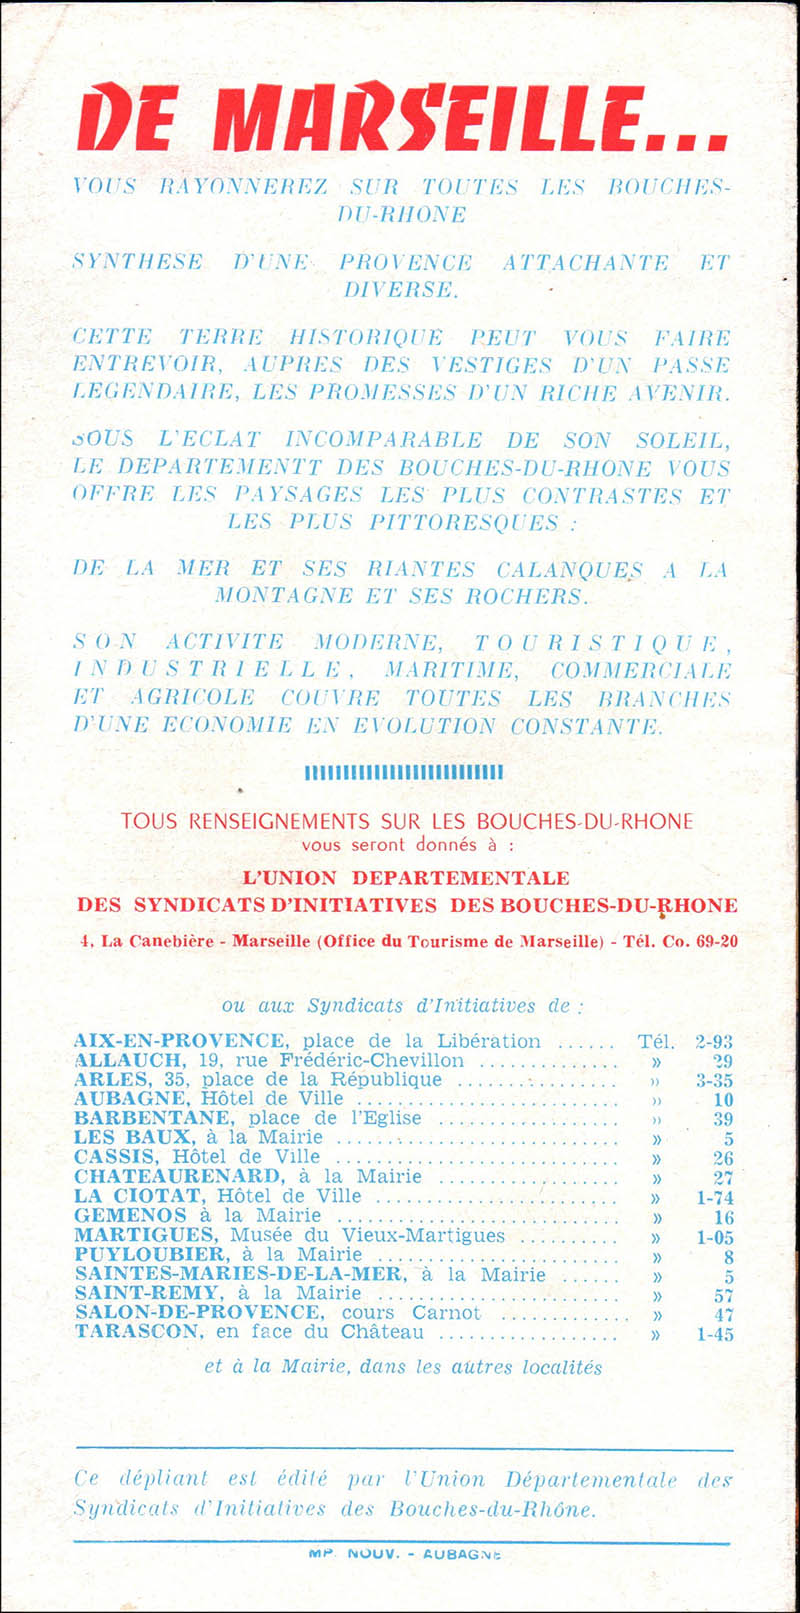 DE MARSEILLE...
VOUS RAYONNEREZ SUR TOUTES LES BOUCHES-
DU-RHONE
SYNTHESE D'UNE PROVENCE ATTACHANTE ET
DIVERSE.
CETTE TERRE HISTORIQUE PEUT VOUS FAIRE
ENTREVOIR, AUPRES DES VESTIGES D'UN PASSE
LEGENDAIRE, LES PROMESSES D'UN RICHE AVENIR.
SOUS L'ECLAT INCOMPARABLE DE SON SOLEIL,
LE DEPARTEMENTT DES BOUCHES-DU-RHONE VOUS
OFFRE LES PAYSAGES LES PLUS CONTRASTES ET
LES PLUS PITTORESQUES :
DE LA MER ET SES RIANTES CALANQUES A LA
MONTAGNE ET SES ROCHERS.
SON ACTIVITE MODERNE, TOURISTIQUE,
INDUSTRIELLE, MARITIME, COMMERCIALE
ET AGRICOLE COUVRE TOUTES LES BRANCHES
D'UNE ECONOMIE EN EVOLUTION CONSTANTE.
TOUS RENSEIGNEMENTS SUR LES BOUCHES-DU-RHONE
vous seront donnés à :
L'UNION DEPARTEMENTALE
DES SYNDICATS D'INITIATIVES DES BOUCHES-DU-RHONE
4, La Canebière - Marseille (Office du Tourisme de Marseille) - Tél. Co. 69-20
ou aux Syndicats d'Initiatives de :
AIX-EN-PROVENCE, place de la Libération ...... Tél. 2-93
ALLAUCH, 19, rue Frédéric-Chevillon .............. » 29
ARLES, 35, place de la République ................ » 3-35
AUBAGNE, Hôtel de Ville .......................... » 10
BARBENTANE, place de l'Eglise .................. » 39
LES BAUX, à la Mairie ............................ » 5
CASSIS, Hôtel de Ville ............................ » 26
CHATEAURENARD, à la Mairie .................. » 27
LA CIOTAT, Hôtel de Ville ........................ » 1-74
GEMENOS à la Mairie ............................ » 16
MARTIGUES, Musée du Vieux-Martigues .......... » 1-05
PUYLOUBIER, à la Mairie ........................ » 8
SAINTES-MARIES-DE-LA-MER, à la Mairie ...... » 5
SAINT-REMY, à la Mairie ........................ » 57
SALON-DE-PROVENCE, cours Carnot ............. » 47
TARASCON, en face du Château .................. » 1-45
et à la Mairie, dans les autres localités
Ce dépliant est édité par l'Union Départementale des
Syndicats d'Initiatives des Bouches-du-Rhône.
MP. NOUV. - AUBAGNE